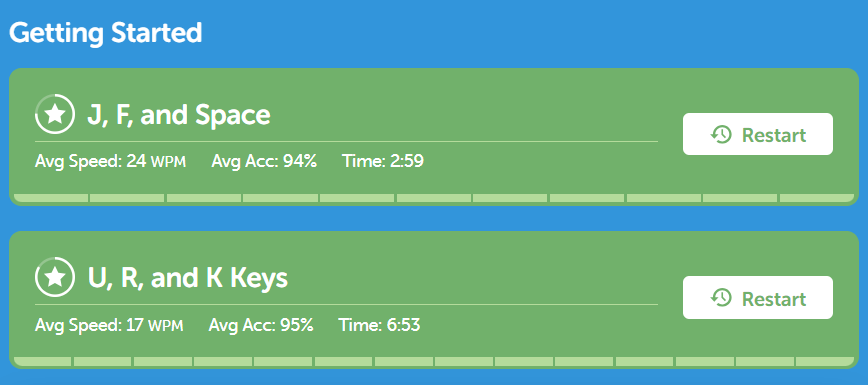 Getting Started
J, F, and Space
Restart
Avg Speed: 24 WPM Avg Acc: 94% Time: 2:59
U, R, and K Keys
Restart
Avg Speed: 17 WPM Avg Acc: 95% Time: 6:53